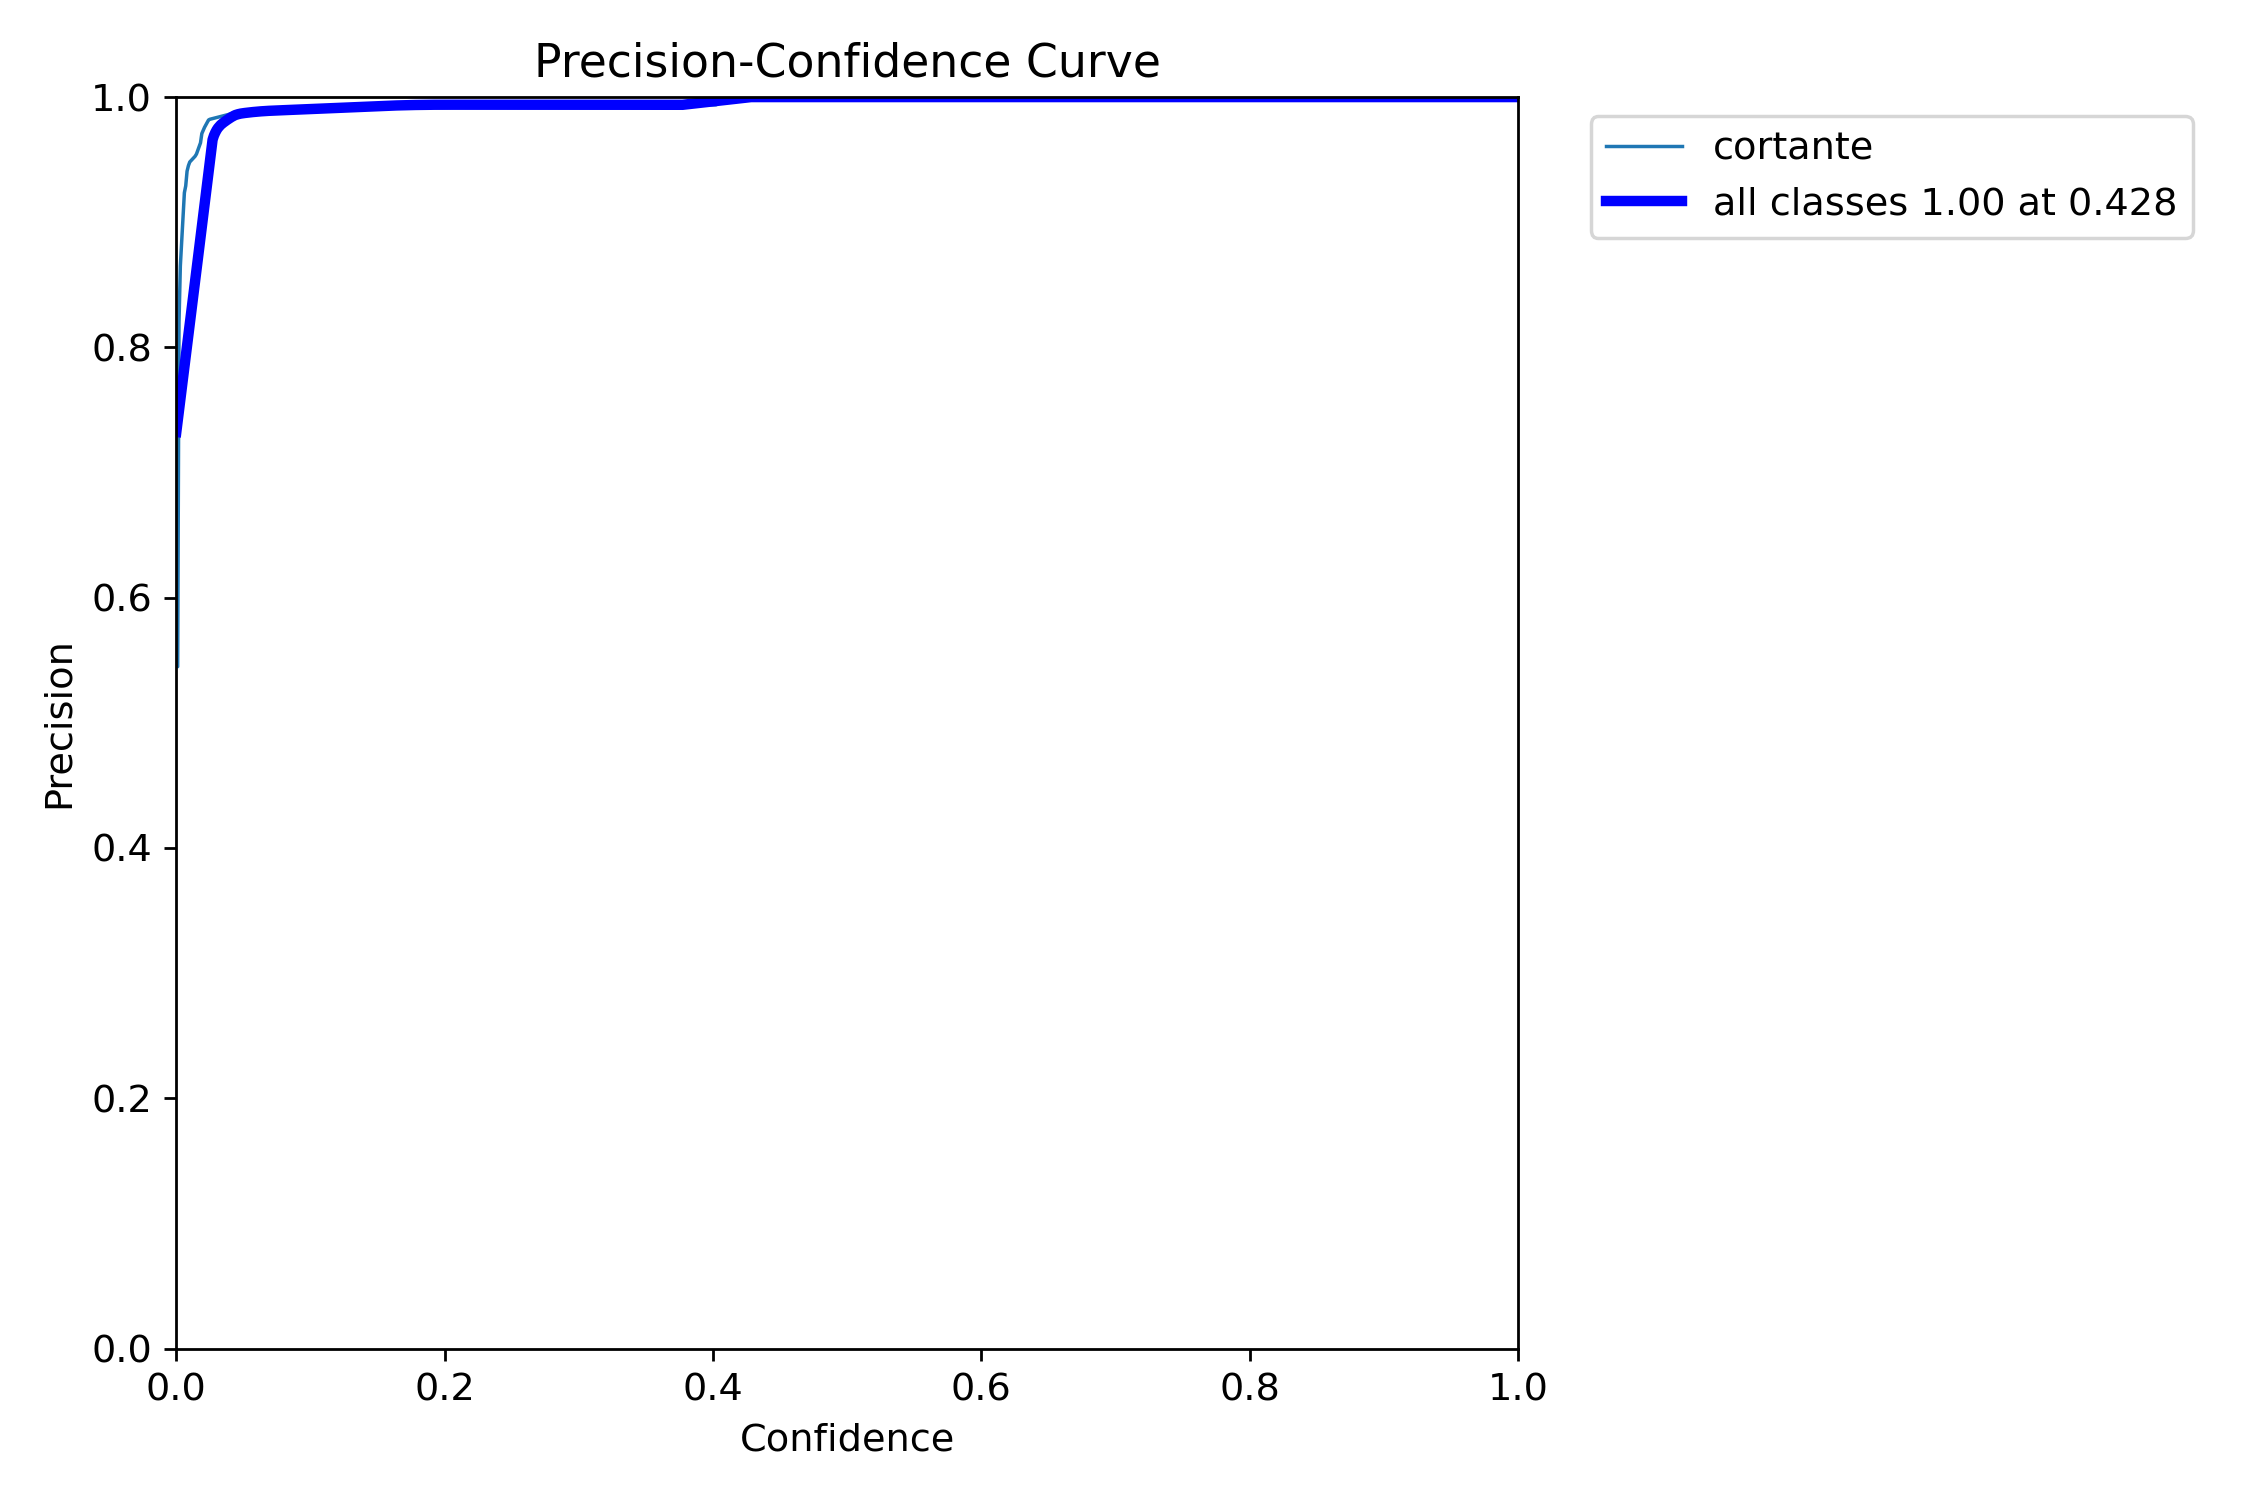 Precision-Confidence Curve
1.0
0.8
0.6
0.4
0.2
0.0
Precision
0.0 0.2 0.4 0.6 0.8 1.0
Confidence
cortante
all classes 1.00 at 0.428